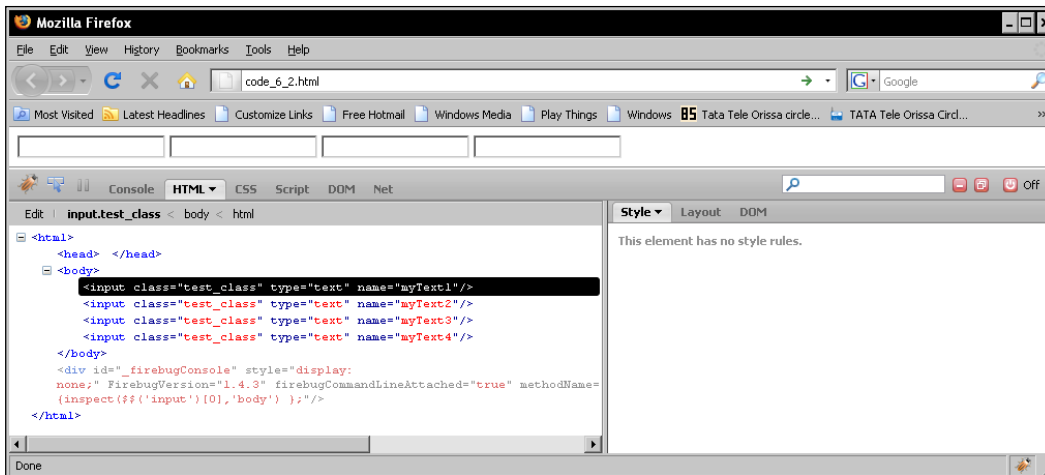 Mozilla Firefox
File Edit View History Bookmarks Tools Help
code_6_2.html G Google
Most Visited Latest Headlines Customize Links Free Hotmail Windows Media Play Things Windows BS Tata Tele Orissa circle... TATA Tele Orissa Circl... »
Console HTML CSS Script DOM Net Off
Edit input.test_class < body < html
Style Layout DOM
This element has no style rules.
<html>
<head> </head>
<body>
<input class="test_class" type="text" name="myText1"/>
<input class="test_class" type="text" name="myText2"/>
<input class="test_class" type="text" name="myText3"/>
<input class="test_class" type="text" name="myText4"/>
</body>
<div id="_firebugConsole" style="display:
none;" FirebugVersion="1.4.3" firebugCommandLineAttached="true" methodName=
{inspect($$('input')[0],'body') };"/>
</html>
Done